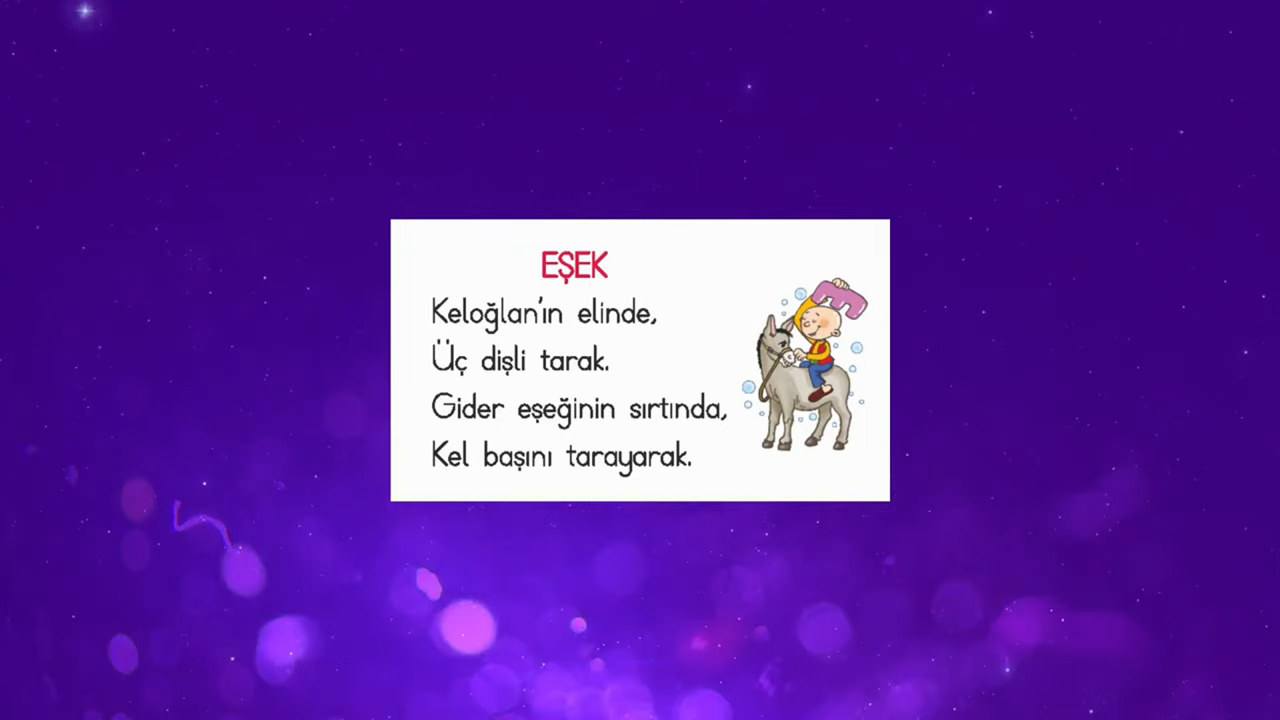 EŞEK
Keloğlan'ın elinde,
Üç dişli tarak.
Gider eşeğinin sırtında,
Kel başını tarayarak.